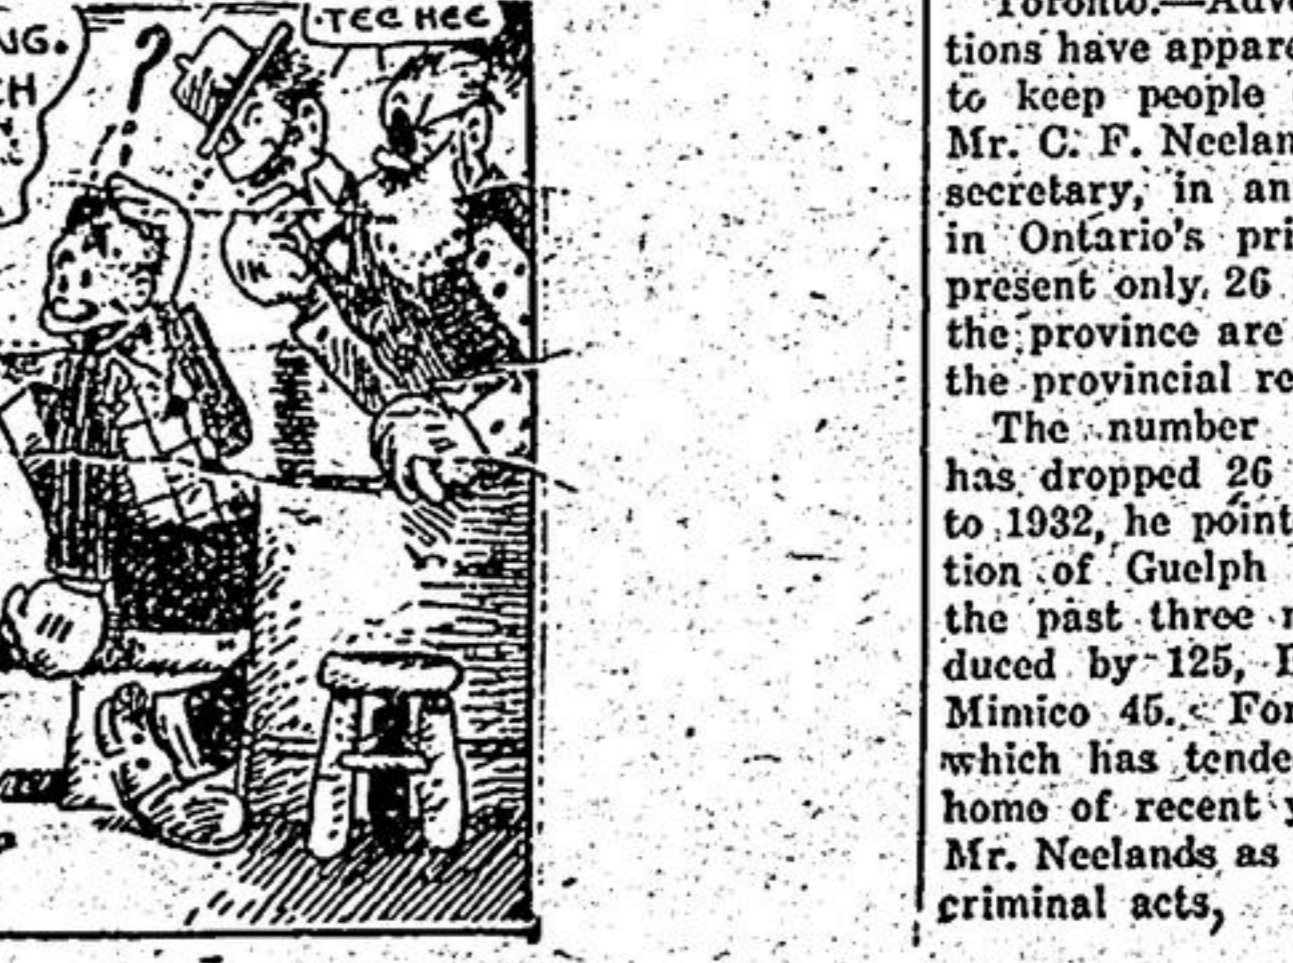 NG.
CH
?
TEE HEE
Toronto.—Adve
tions have appare
to keep people
Mr. C. F. Neelan
secretary, in an
in Ontario's pri
present only 26
the province are
the provincial re
The number
has dropped 26
to 1932, he point
tion of Guelph
the past three
duced by 125,
Mimico 45. For
which has tende
home of recent y
Mr. Neelands as
criminal acts,